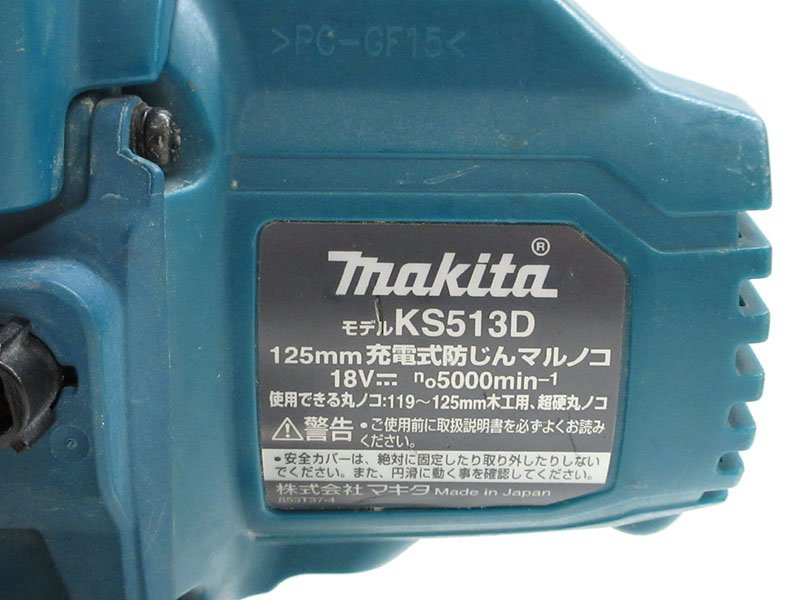 >PC-GF15<
makita®
モデルKS513D
125mm 充電式防じんマルノコ
18V⎓ n₀5000min⁻¹
使用できる丸ノコ:119～125mm木工用、超硬丸ノコ
⚠警告 •ご使用前に取扱説明書を必ずよくお読み
ください。
•安全カバーは、絶対に固定したり取り外したりしない
でください。また、円滑に動く事を確認してください。
株式会社 マキタ Made in Japan
853T37-4